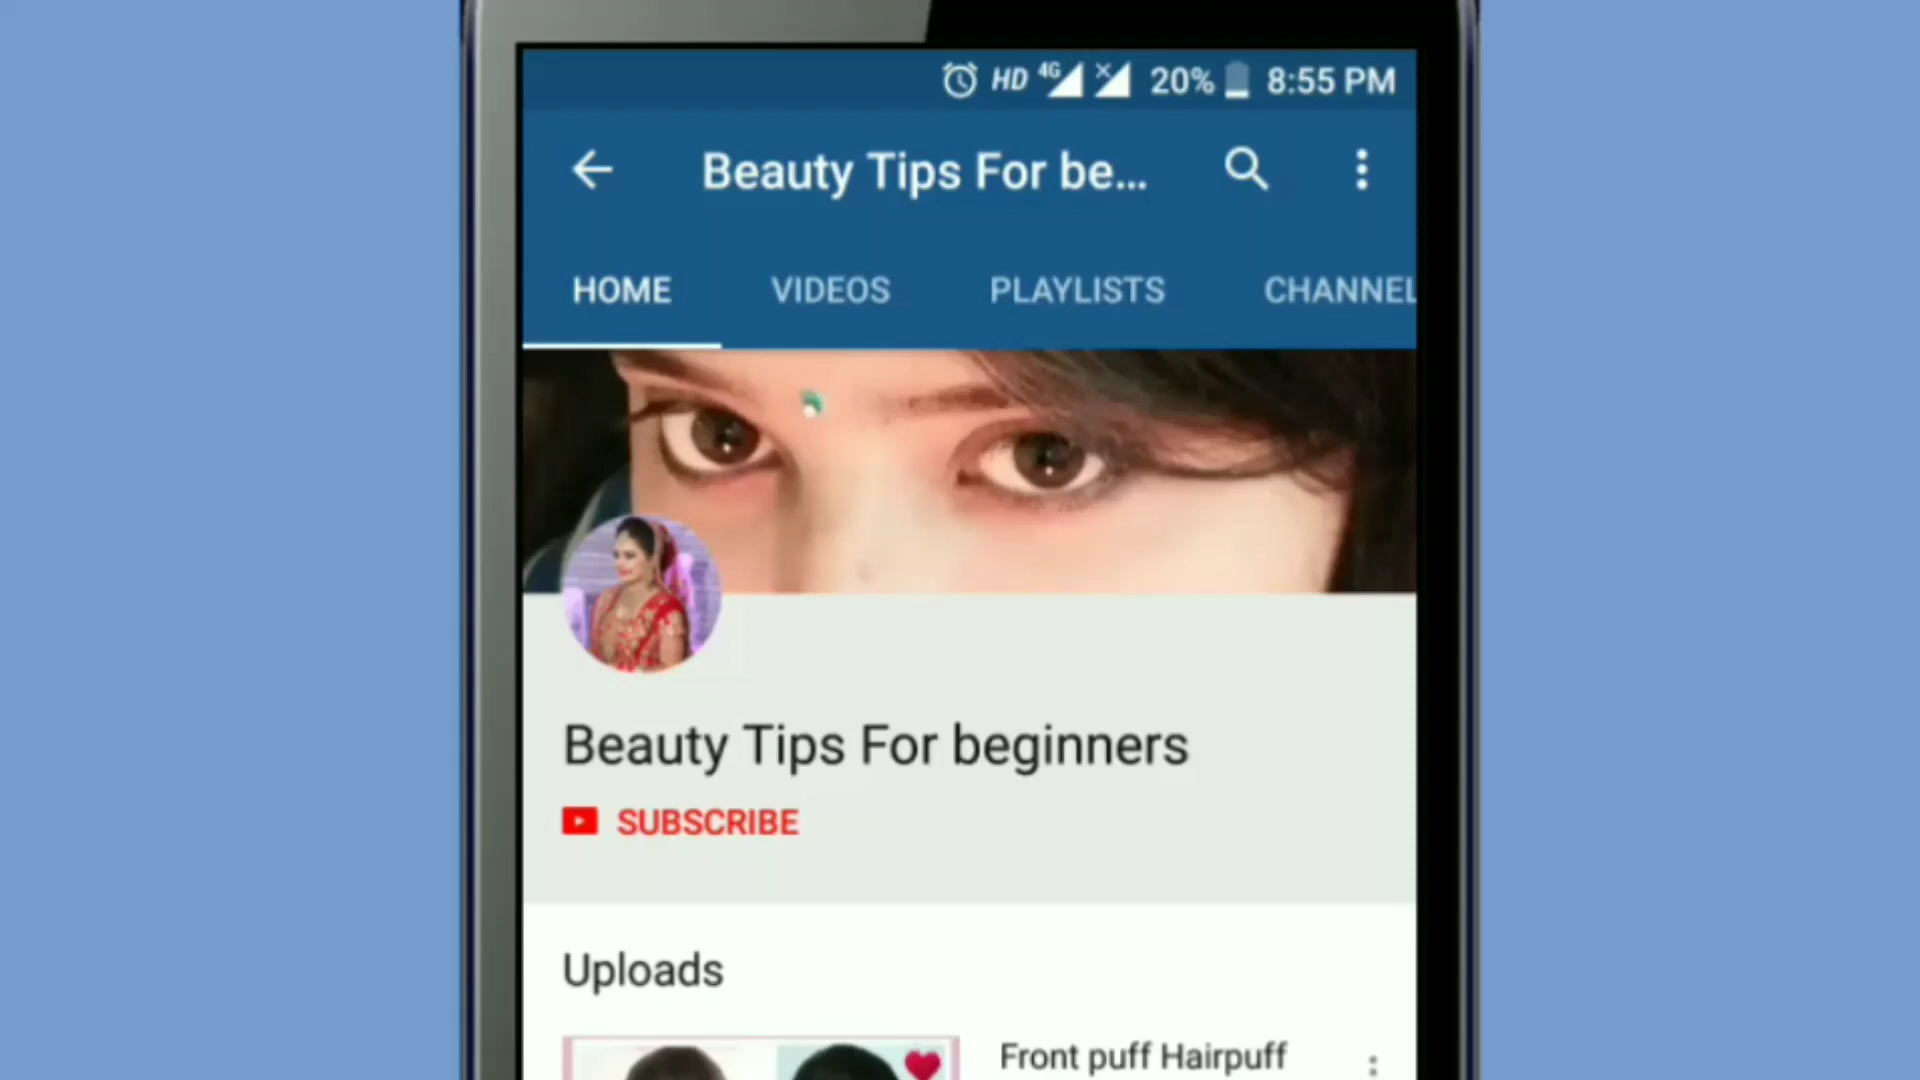 HD 4G 20% 8:55 PM
Beauty Tips For be...
HOME VIDEOS PLAYLISTS CHANNEL
Beauty Tips For beginners
SUBSCRIBE
Uploads
Front puff Hairpuff